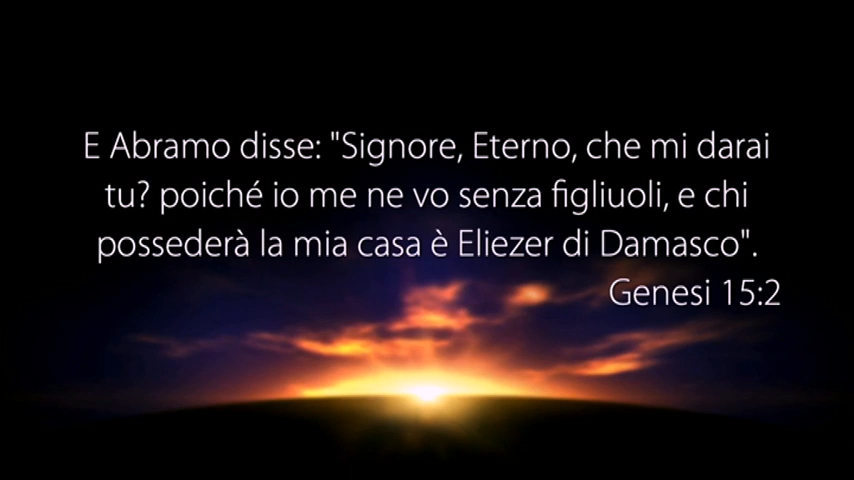 E Abramo disse: "Signore, Eterno, che mi darai
tu? poiché io me ne vo senza figliuoli, e chi
possederà la mia casa è Eliezer di Damasco".
Genesi 15:2